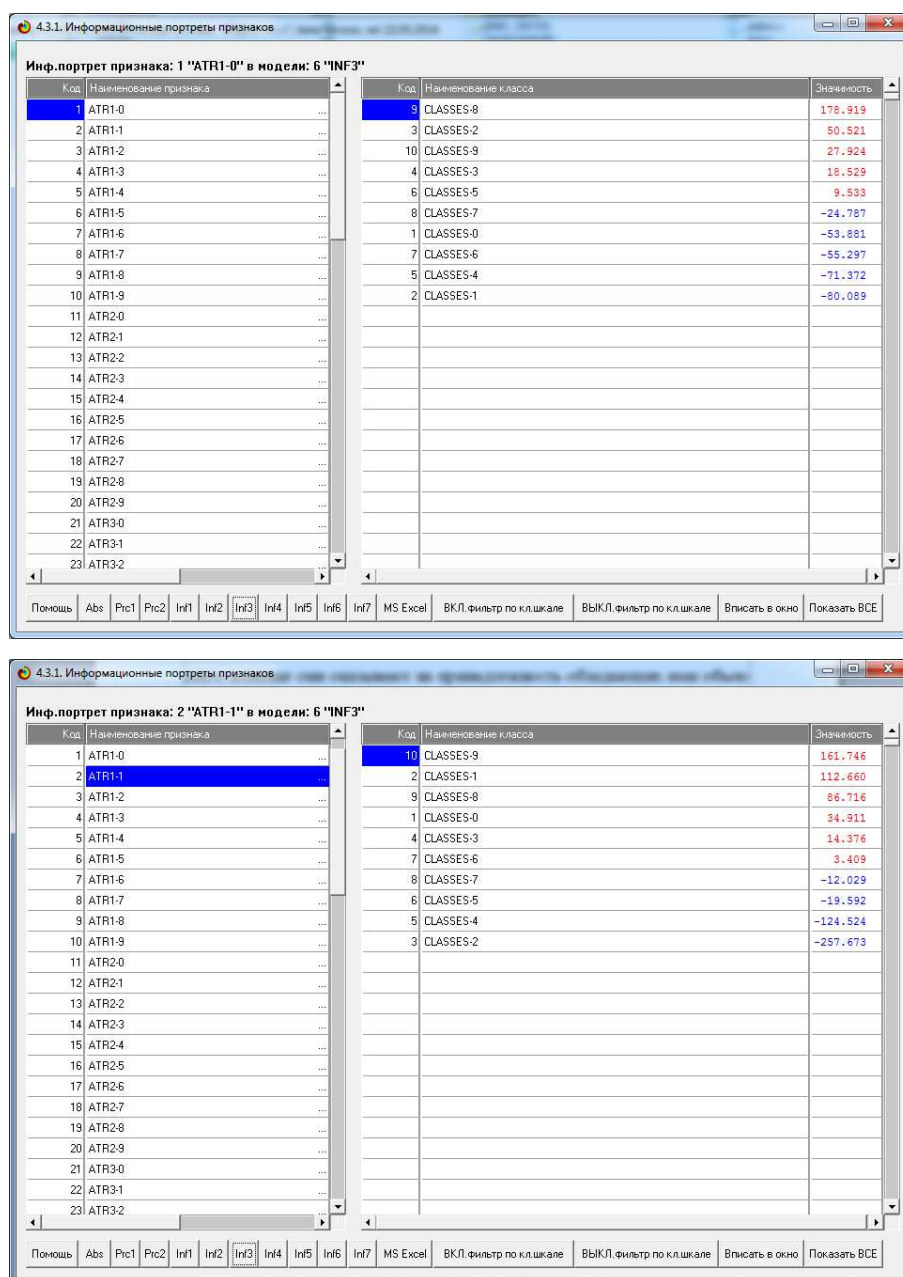 4.3.1. Информационные портреты признаков
Инф.портрет признака: 1 "ATR1-0" в модели: 6 "INF3"
Код Наименование признака Код Наименование класса Значимость
1 ATR1-0 ... 9 CLASSES-8 178.919
2 ATR1-1 ... 3 CLASSES-2 50.521
3 ATR1-2 ... 10 CLASSES-9 27.924
4 ATR1-3 ... 4 CLASSES-3 18.529
5 ATR1-4 ... 6 CLASSES-5 9.533
6 ATR1-5 ... 8 CLASSES-7 -24.787
7 ATR1-6 ... 1 CLASSES-0 -53.881
8 ATR1-7 ... 7 CLASSES-6 -55.297
9 ATR1-8 ... 5 CLASSES-4 -71.372
10 ATR1-9 ... 2 CLASSES-1 -80.089
11 ATR2-0 ...
12 ATR2-1 ...
13 ATR2-2 ...
14 ATR2-3 ...
15 ATR2-4 ...
16 ATR2-5 ...
17 ATR2-6 ...
18 ATR2-7 ...
19 ATR2-8 ...
20 ATR2-9 ...
21 ATR3-0 ...
22 ATR3-1 ...
23 ATR3-2 ...
Помощь Abs Prc1 Prc2 Inf1 Inf2 Inf3 Inf4 Inf5 Inf6 Inf7 MS Excel ВКЛ.фильтр по кл.шкале ВЫКЛ.фильтр по кл.шкале Вписать в окно Показать ВСЕ
4.3.1. Информационные портреты признаков
Инф.портрет признака: 2 "ATR1-1" в модели: 6 "INF3"
Код Наименование признака Код Наименование класса Значимость
1 ATR1-0 ... 10 CLASSES-9 161.746
2 ATR1-1 ... 2 CLASSES-1 112.660
3 ATR1-2 ... 9 CLASSES-8 86.716
4 ATR1-3 ... 1 CLASSES-0 34.911
5 ATR1-4 ... 4 CLASSES-3 14.376
6 ATR1-5 ... 7 CLASSES-6 3.409
7 ATR1-6 ... 8 CLASSES-7 -12.029
8 ATR1-7 ... 6 CLASSES-5 -19.592
9 ATR1-8 ... 5 CLASSES-4 -124.524
10 ATR1-9 ... 3 CLASSES-2 -257.673
11 ATR2-0 ...
12 ATR2-1 ...
13 ATR2-2 ...
14 ATR2-3 ...
15 ATR2-4 ...
16 ATR2-5 ...
17 ATR2-6 ...
18 ATR2-7 ...
19 ATR2-8 ...
20 ATR2-9 ...
21 ATR3-0 ...
22 ATR3-1 ...
23 ATR3-2 ...
Помощь Abs Prc1 Prc2 Inf1 Inf2 Inf3 Inf4 Inf5 Inf6 Inf7 MS Excel ВКЛ.фильтр по кл.шкале ВЫКЛ.фильтр по кл.шкале Вписать в окно Показать ВСЕ